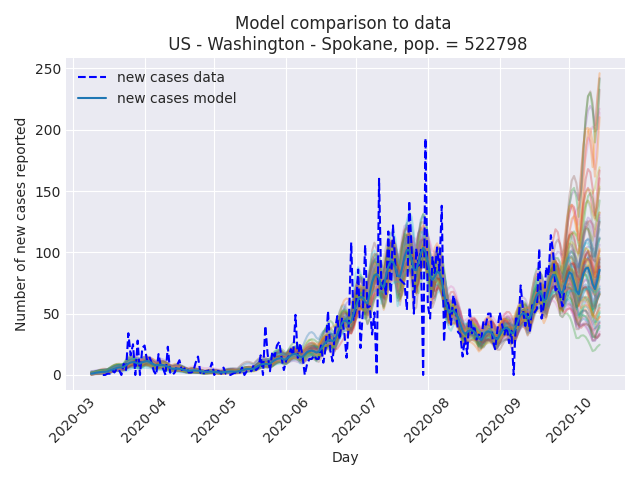 Model comparison to data
US - Washington - Spokane, pop. = 522798
new cases data
new cases model
Number of new cases reported
250
200
150
100
50
0
2020-03
2020-04
2020-05
2020-06
2020-07
2020-08
2020-09
2020-10
Day